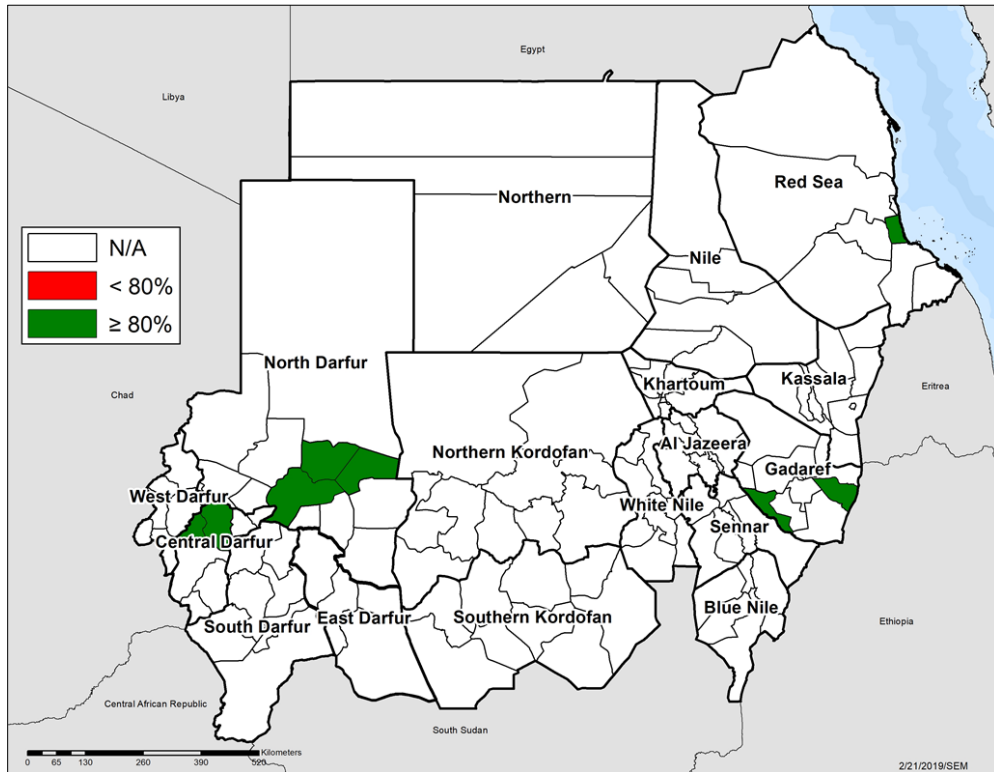 Egypt
Libya
Red Sea
Northern
N/A
Nile
< 80%
≥ 80%
North Darfur
Khartoum
Kassala
Chad
Eritrea
Al Jazeera
Northern Kordofan
Gadaref
West Darfur
White Nile
Sennar
Central Darfur
Blue Nile
East Darfur
Southern Kordofan
South Darfur
Ethiopia
Central African Republic
South Sudan
Kilometers
0 65 130 260 390 520
2/21/2019/SEM